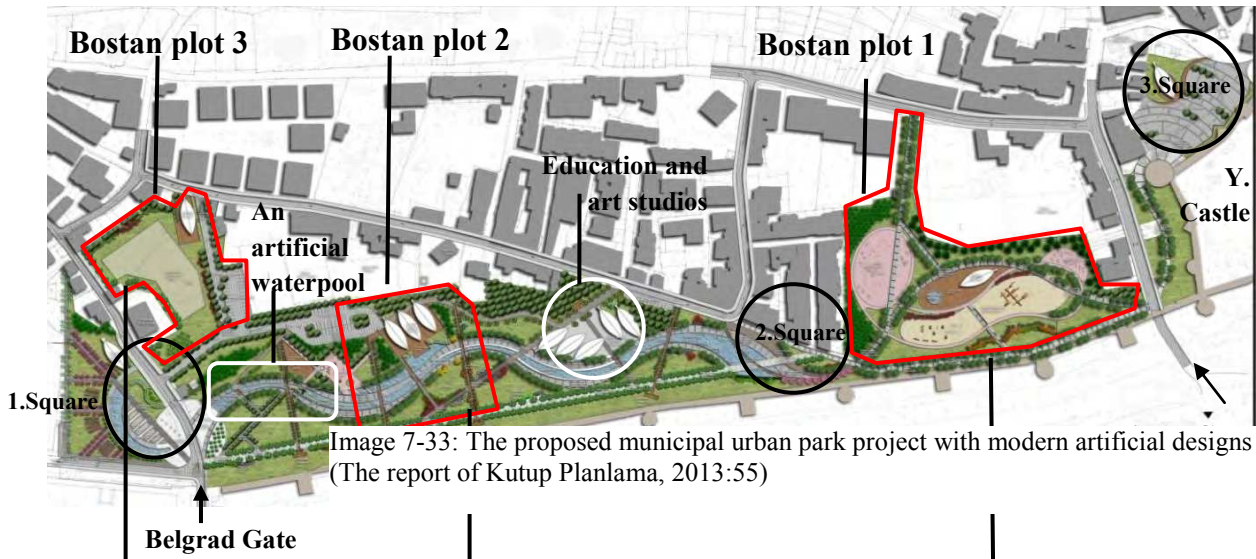 Bostan plot 3
Bostan plot 2
Bostan plot 1
3.Square
Education and
art studios
Y.
Castle
An
artificial
waterpool
2.Square
1.Square
Image 7-33: The proposed municipal urban park project with modern artificial designs
(The report of Kutup Planlama, 2013:55)
Belgrad Gate